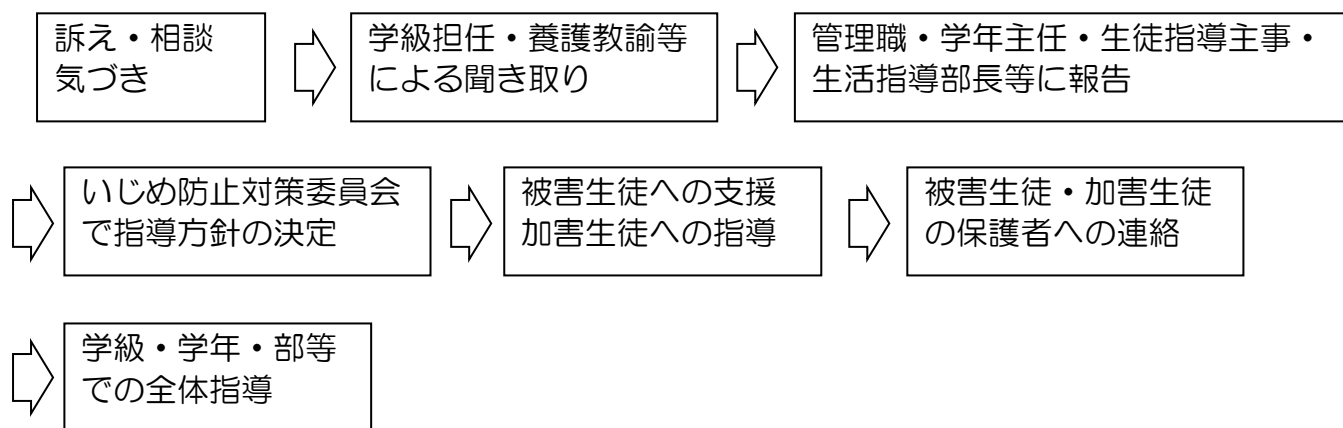 訴え・相談
気づき
学級担任・養護教諭等
による聞き取り
管理職・学年主任・生徒指導主事・
生活指導部長等に報告
いじめ防止対策委員会
で指導方針の決定
被害生徒への支援
加害生徒への指導
被害生徒・加害生徒
の保護者への連絡
学級・学年・部等
での全体指導